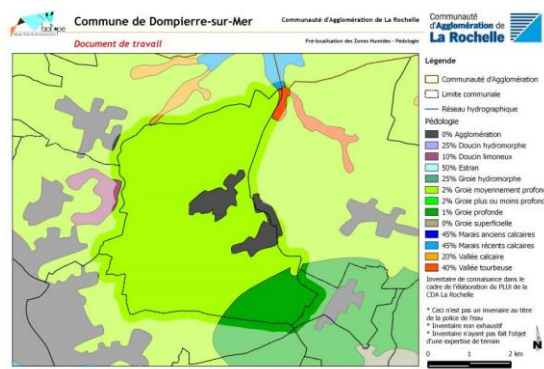 biotope
Commune de Dompierre-sur-Mer
Document de travail
Communauté d'Agglomération de La Rochelle
Pré-localisation des Zones Humides - Pédologie
Communauté
d'Agglomération de
La Rochelle
Légende
Communauté d'Agglomération
Limite communale
Réseau hydrographique
Pédologie
0% Agglomération
25% Doucin hydromorphe
10% Doucin limoneux
50% Estran
25% Groie hydromorphe
2% Groie moyennement profond
2% Groie plus ou moins profond
1% Groie profonde
0% Groie superficielle
45% Marais anciens calcaires
45% Marais récents calcaires
20% Vallée calcaire
40% Vallée tourbeuse
Inventaire de connaisance dans le
cadre de l'élaboration du PLUi de la
CDA La Rochelle
* Ceci n'est pas un invenaire au titre
de la police de l'eau
* Inventaire non exhaustif
* Inventaire n'ayant pas fait l'objet
d'une expertise de terrain
N
0 1 2 km